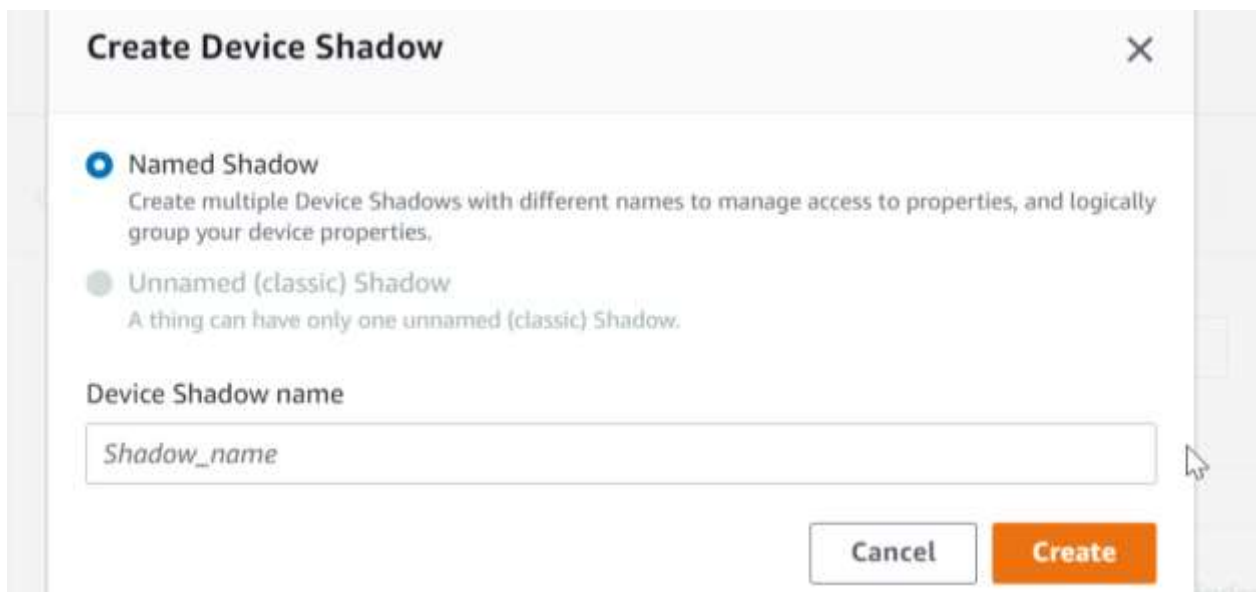 Create Device Shadow
Named Shadow
Create multiple Device Shadows with different names to manage access to properties, and logically
group your device properties.
Unnamed (classic) Shadow
A thing can have only one unnamed (classic) Shadow.
Device Shadow name
Shadow_name
Cancel
Create